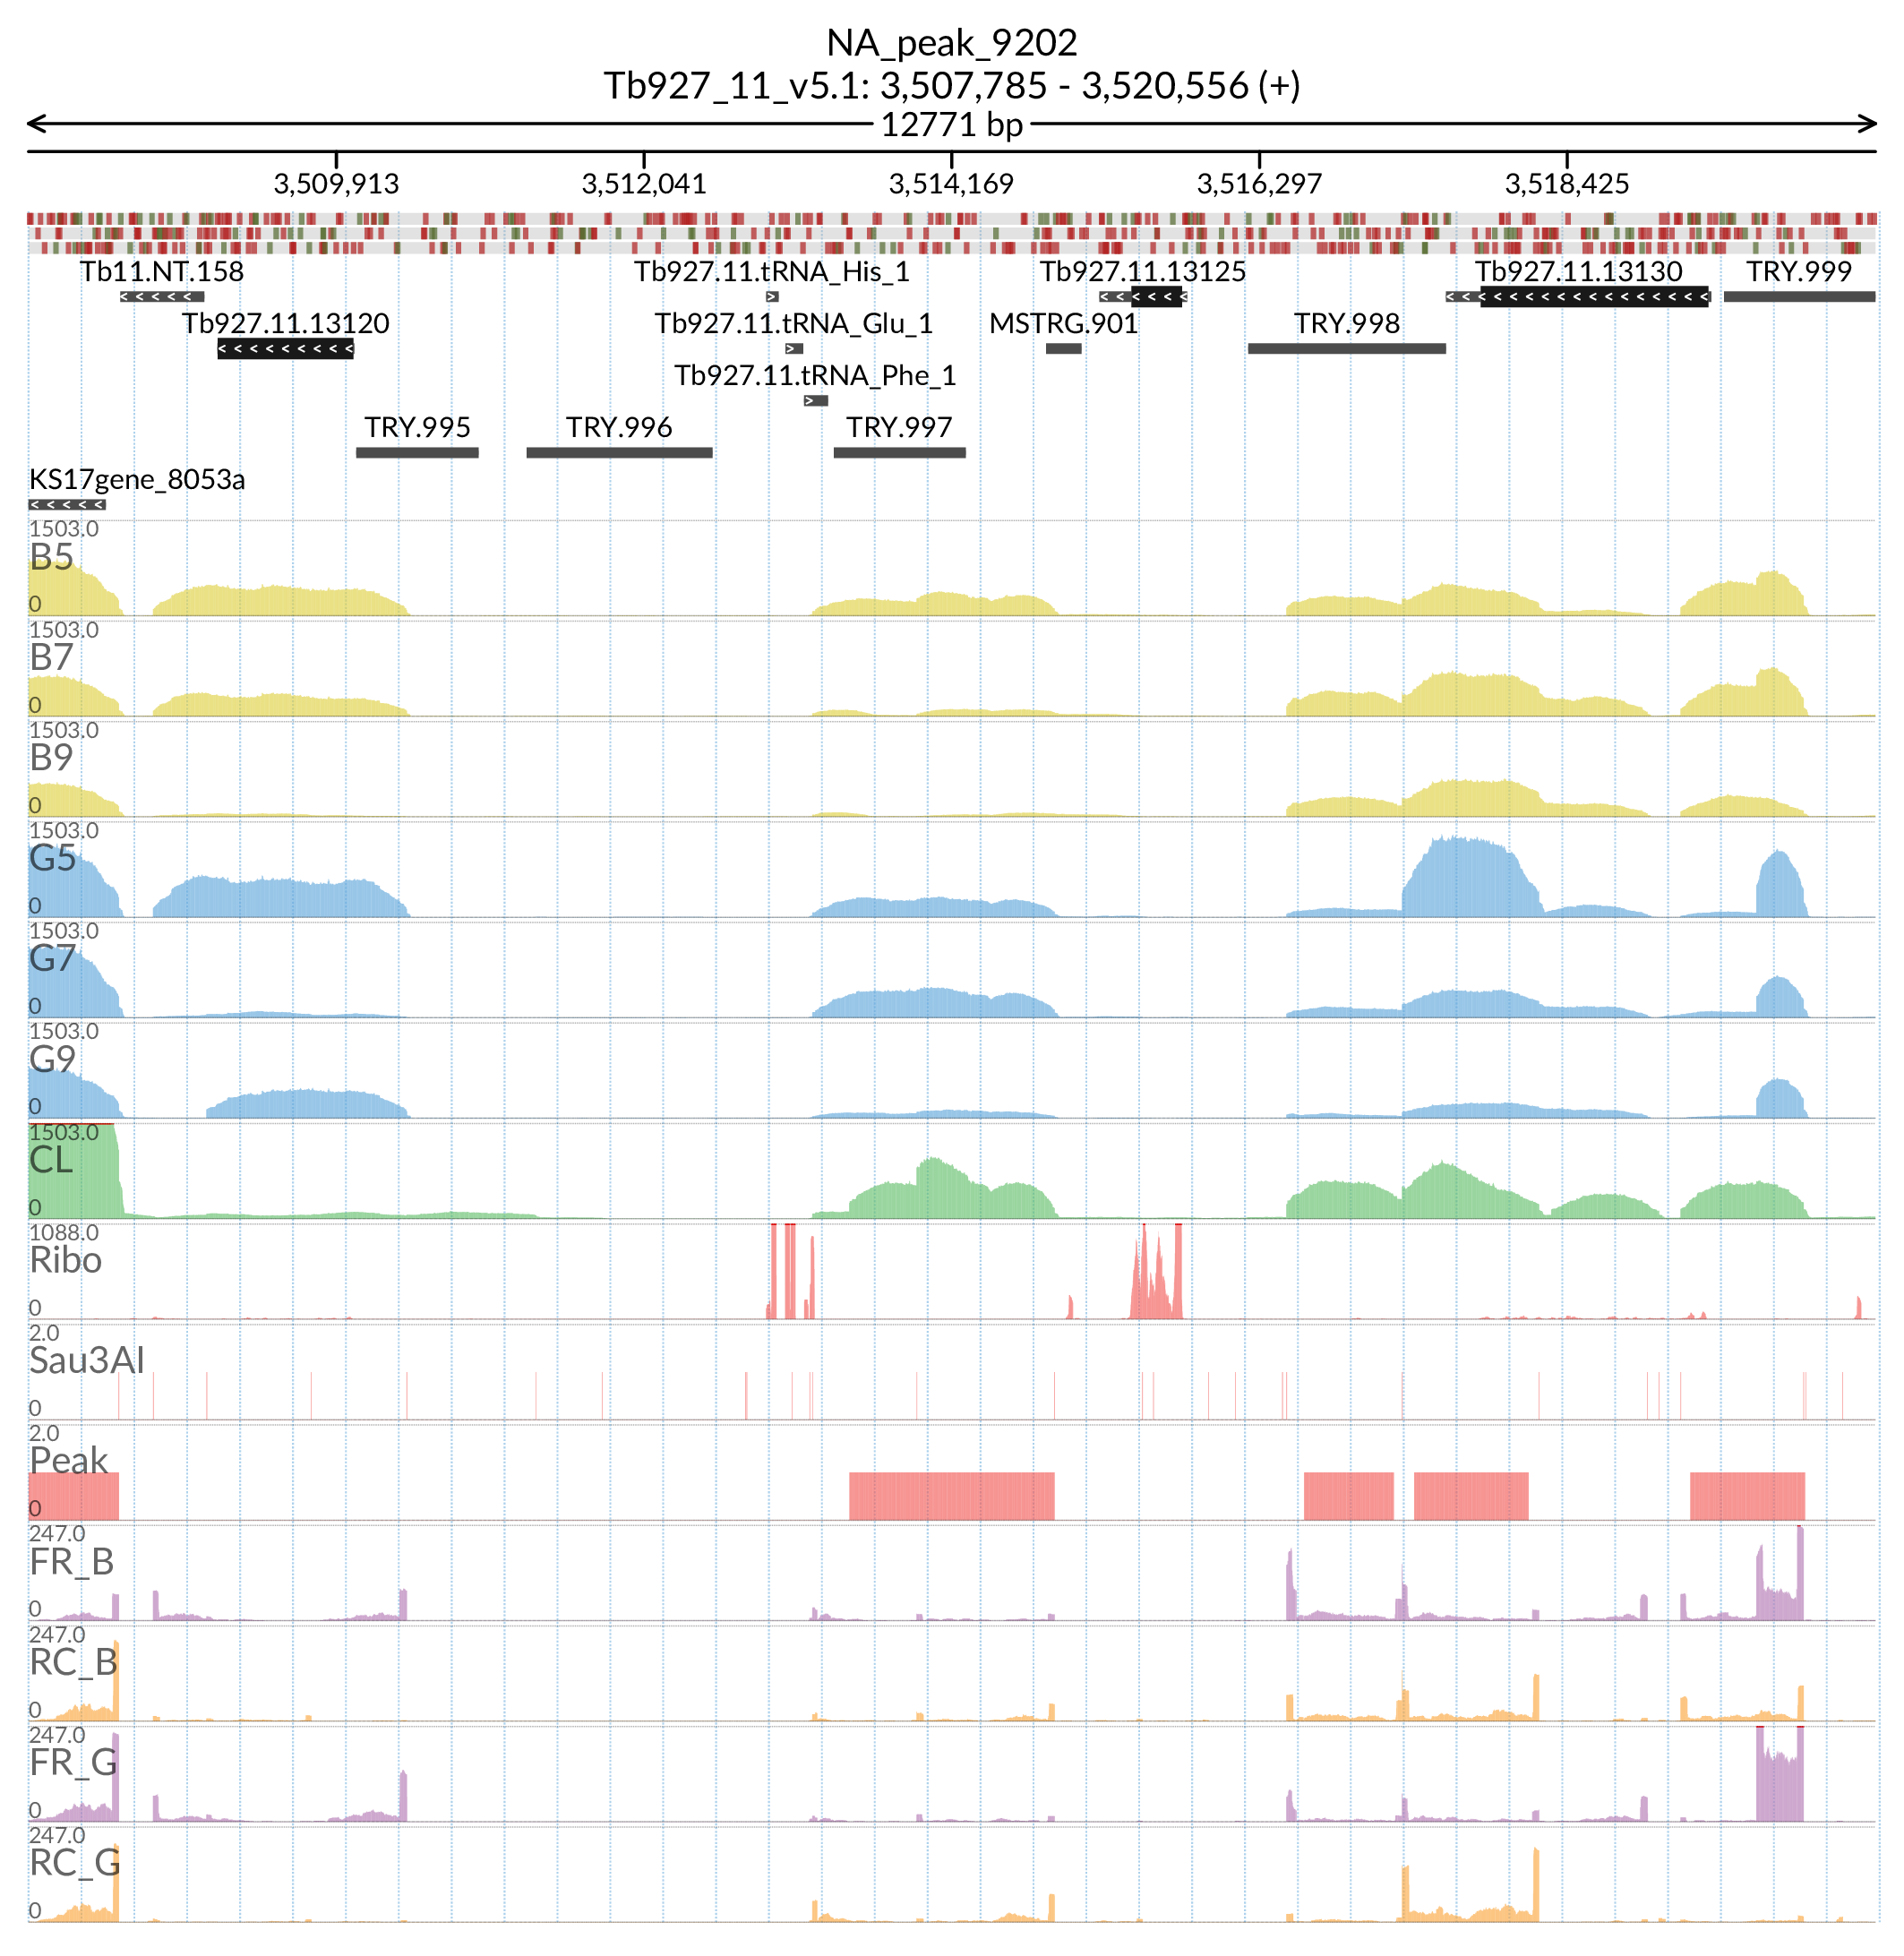 NA_peak_9202
Tb927_11_v5.1: 3,507,785 - 3,520,556 (+)
12771 bp
3,509,913 3,512,041 3,514,169 3,516,297 3,518,425
Tb11.NT.158 Tb927.11.tRNA_His_1 Tb927.11.13125 Tb927.11.13130 TRY.999
Tb927.11.13120 Tb927.11.tRNA_Glu_1 MSTRG.901 TRY.998
Tb927.11.tRNA_Phe_1
TRY.995 TRY.996 TRY.997
KS17gene_8053a
1503.0
B5
0
1503.0
B7
0
1503.0
B9
0
1503.0
G5
0
1503.0
G7
0
1503.0
G9
0
1503.0
CL
0
1088.0
Ribo
0
2.0
Sau3AI
0
2.0
Peak
0
247.0
FR_B
0
247.0
RC_B
0
247.0
FR_G
0
247.0
RC_G
0